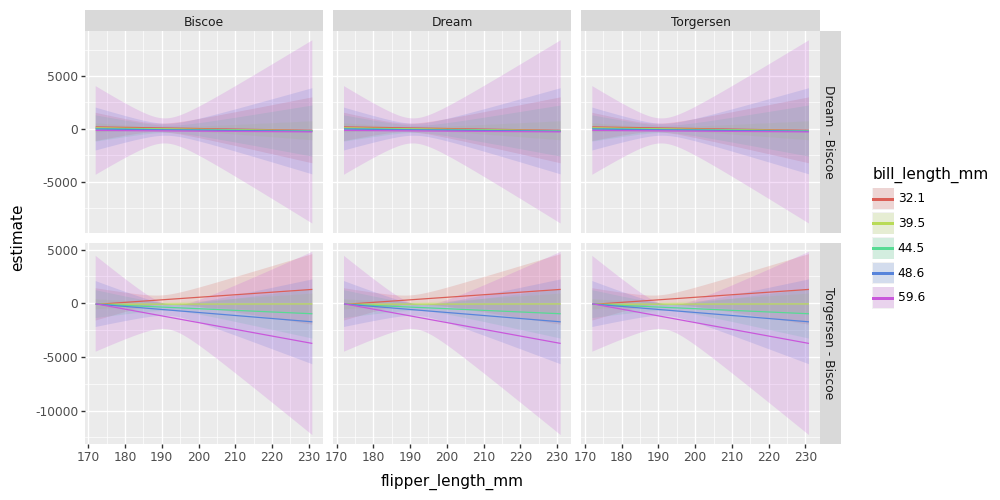 Biscoe Dream Torgersen
5000
0
-5000
Dream - Biscoe
5000
0
-5000
-10000
Torgersen - Biscoe
170 180 190 200 210 220 230 170 180 190 200 210 220 230 170 180 190 200 210 220 230
flipper_length_mm
estimate
bill_length_mm
32.1
39.5
44.5
48.6
59.6